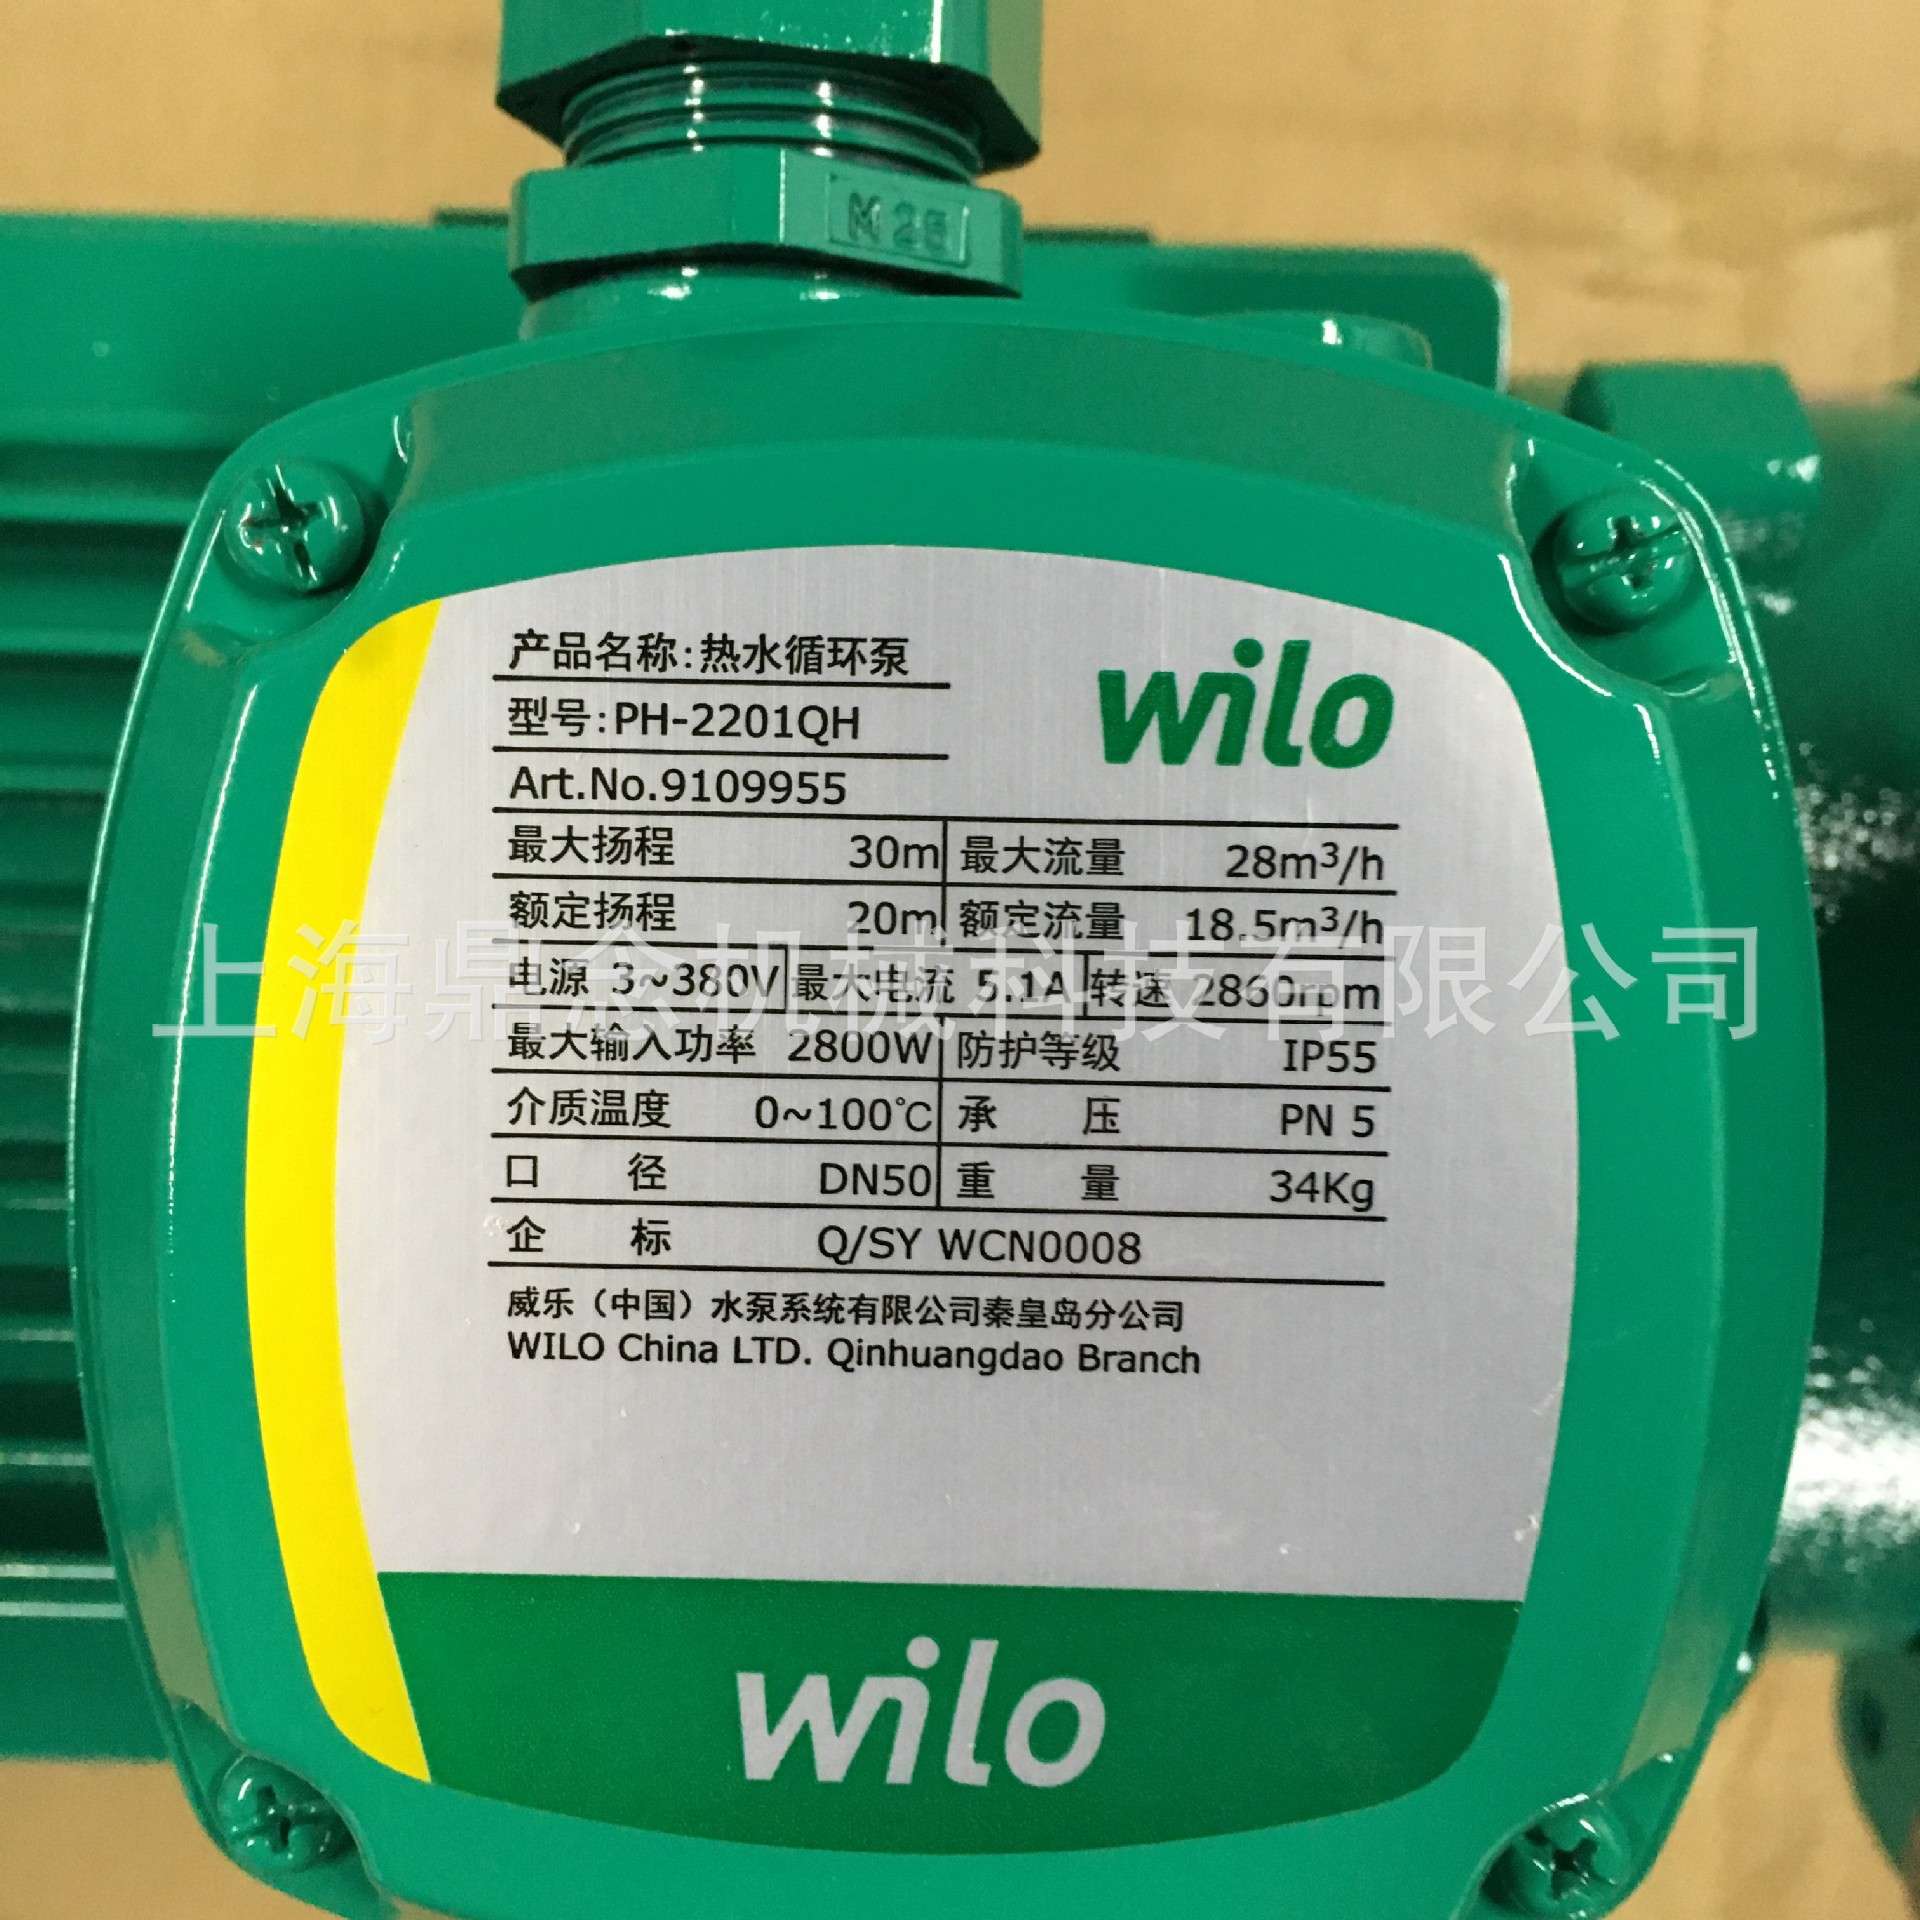 M25
产品名称:热水循环泵
wilo
型号:PH-2201QH
Art.No.9109955
最大扬程 30m 最大流量 28m³/h
额定扬程 20m 额定流量 18.5m³/h
上海鼎念机械科技有限公司
电源 3~380V 最大电流 5.1A 转速 2860rpm
最大输入功率 2800W 防护等级 IP55
介质温度 0~100℃ 承 压 PN 5
口 径 DN50 重 量 34Kg
企 标 Q/SY WCN0008
威乐（中国）水泵系统有限公司秦皇岛分公司
WILO China LTD. Qinhuangdao Branch
wilo